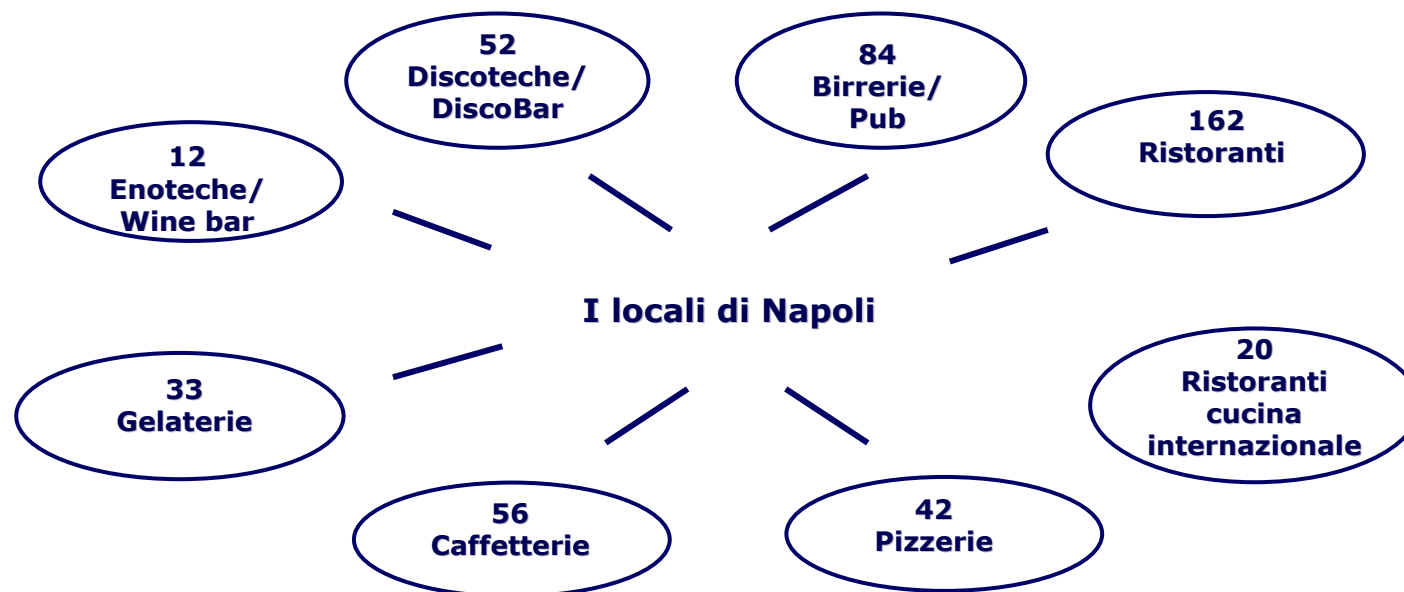 52
Discoteche/
DiscoBar
84
Birrerie/
Pub
162
Ristoranti
12
Enoteche/
Wine bar
I locali di Napoli
33
Gelaterie
20
Ristoranti
cucina
internazionale
56
Caffetterie
42
Pizzerie